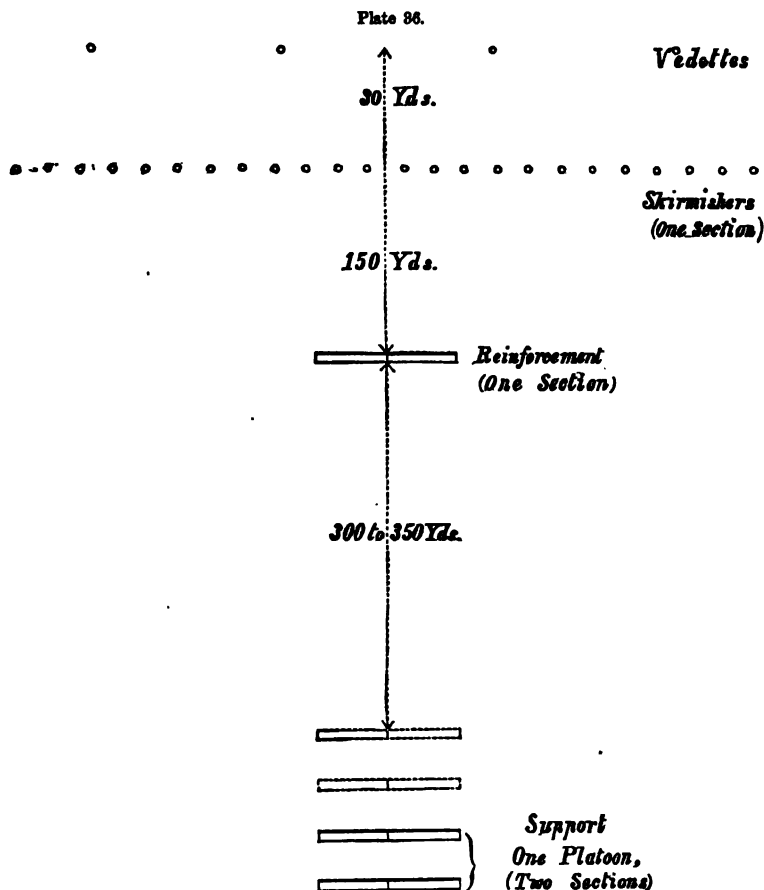 Plate 36.
Vedottes
30 Yds.
Skirmishers
(One Section)
150 Yds.
Reinforcement
(One Section)
300 to 350 Yds.
Support
One Platoon,
(Two Sections)